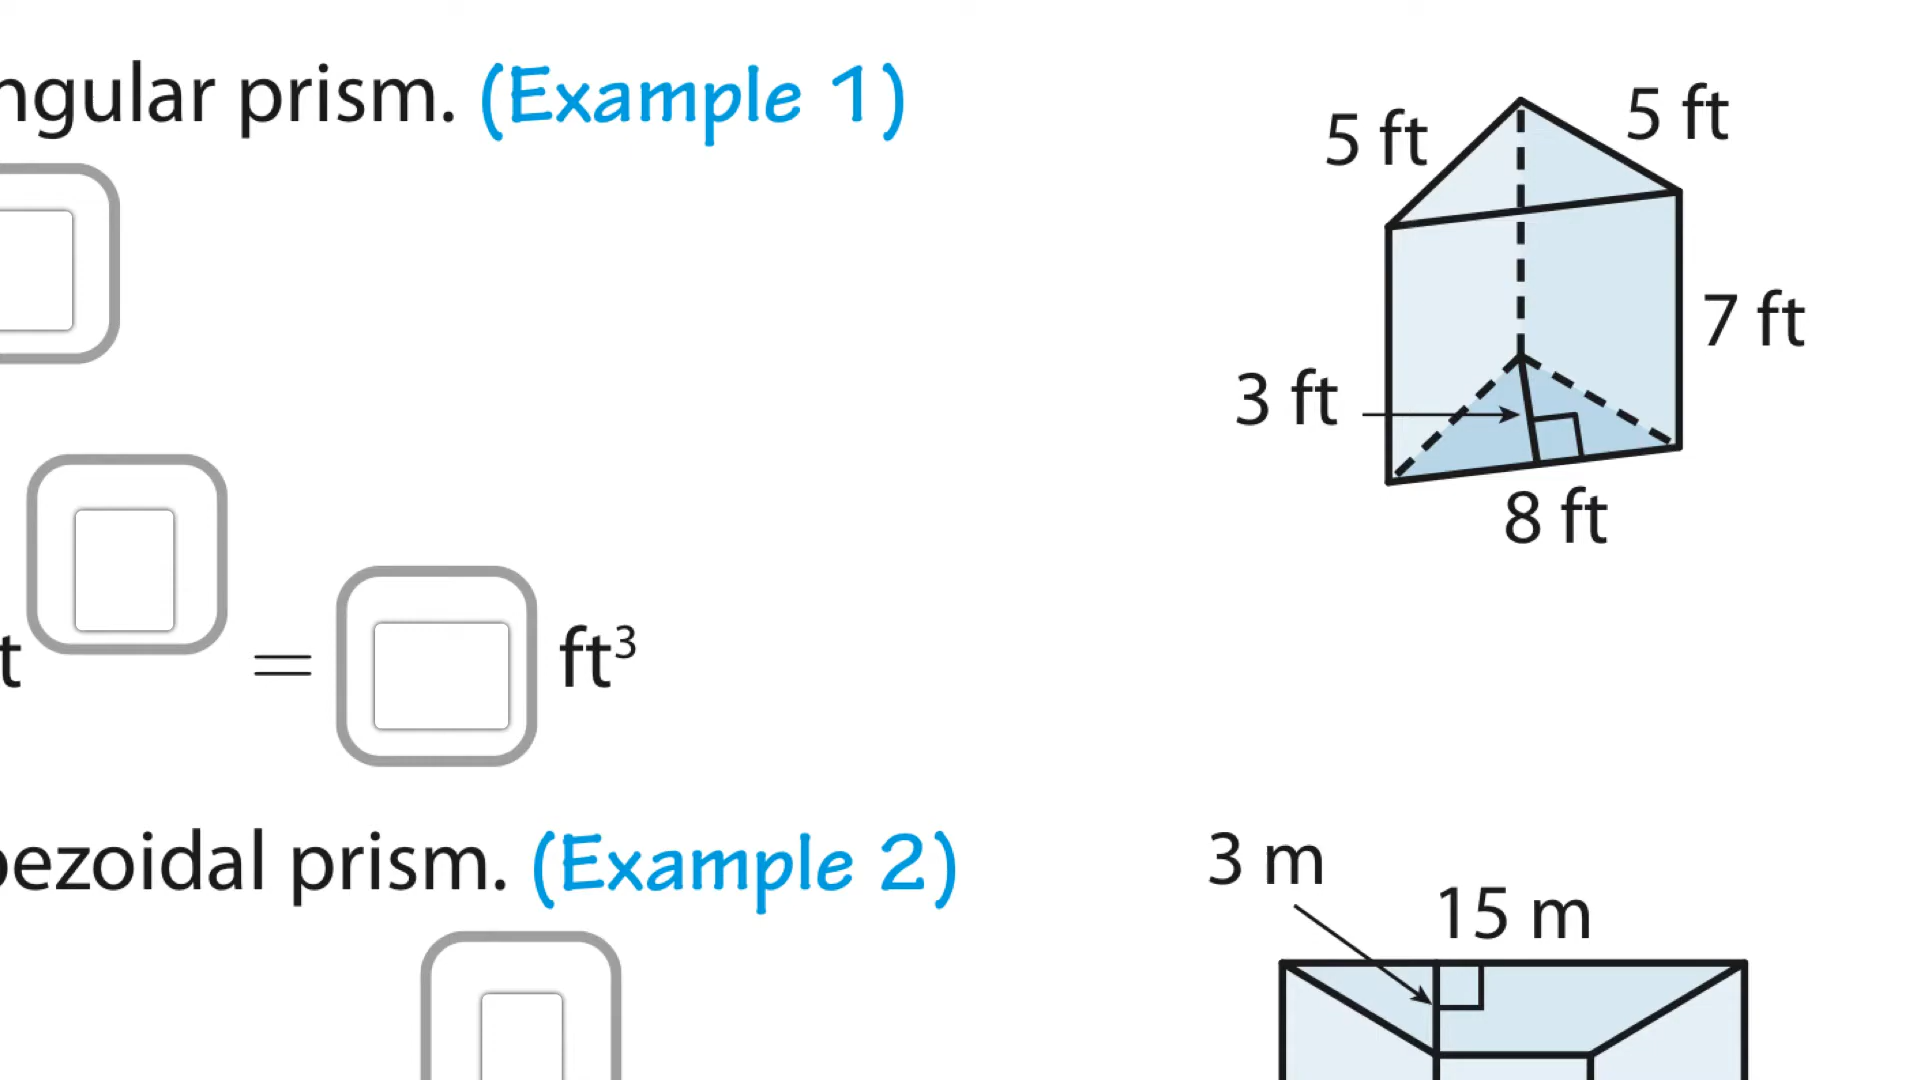 ngular prism. (Example 1)
5 ft
5 ft
7 ft
3 ft
8 ft
t = ft³
pezoidal prism. (Example 2)
3 m
15 m